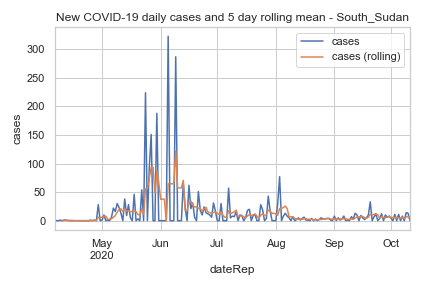 New COVID-19 daily cases and 5 day rolling mean - South_Sudan
cases
cases (rolling)
300
250
200
150
100
50
0
cases
May
2020
Jun
Jul
Aug
Sep
Oct
dateRep